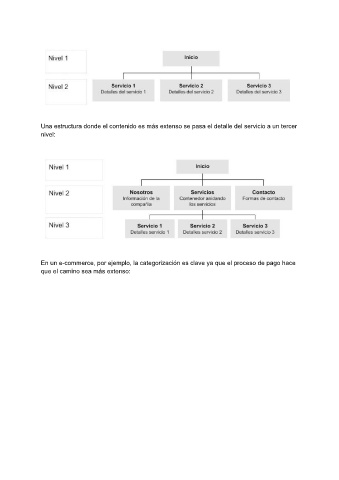 Nivel 1
Inicio
Nivel 2
Servicio 1
Detalles del servicio 1
Servicio 2
Detalles del servicio 2
Servicio 3
Detalles del servicio 3
Una estructura donde el contenido es más extenso se pasa el detalle del servicio a un tercer
nivel:
Nivel 1
Inicio
Nivel 2
Nosotros
Información de la
compañía
Servicios
Contenedor anidando
los servicios
Contacto
Formas de contacto
Nivel 3
Servicio 1
Detalles servicio 1
Servicio 2
Detalles servicio 2
Servicio 3
Detalles servicio 3
En un e-commerce, por ejemplo, la categorización es clave ya que el proceso de pago hace
que el camino sea más extenso: